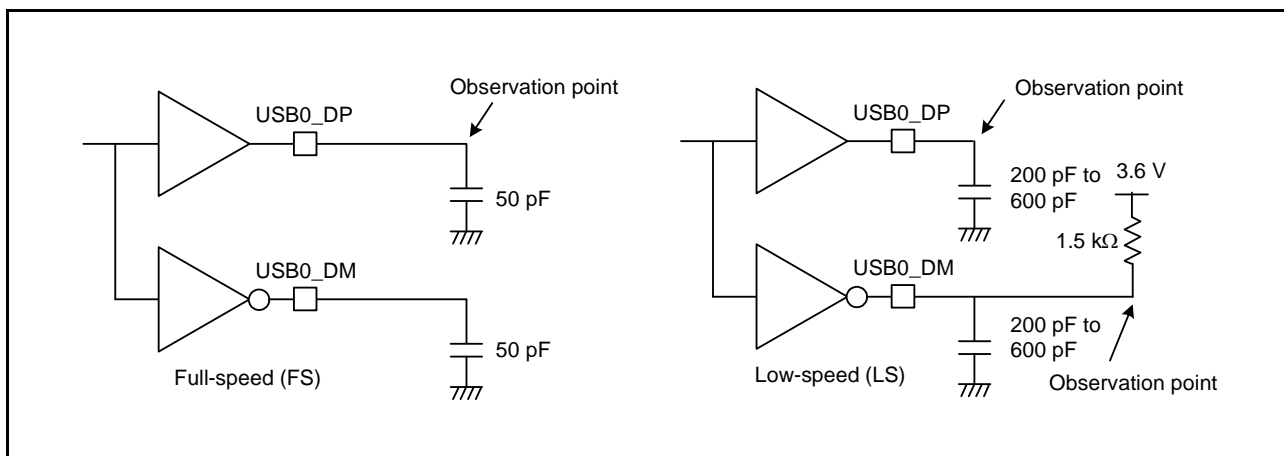 Observation point
USB0_DP
50 pF
USB0_DM
50 pF
Full-speed (FS)
Observation point
USB0_DP
200 pF to
600 pF
3.6 V
1.5 kΩ
USB0_DM
200 pF to
600 pF
Observation point
Low-speed (LS)